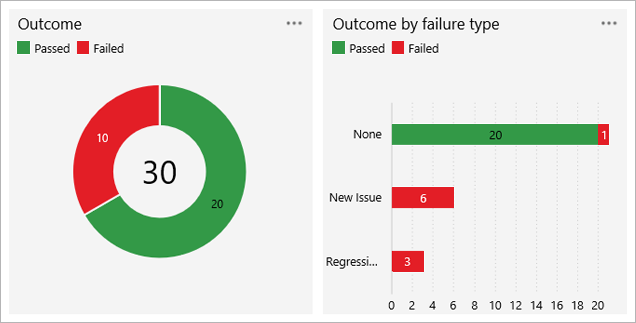 Outcome
Passed Failed
10
30
20
Outcome by failure type
Passed Failed
None 20 1
New Issue 6
Regressi... 3
0 2 4 6 8 10 12 14 16 18 20